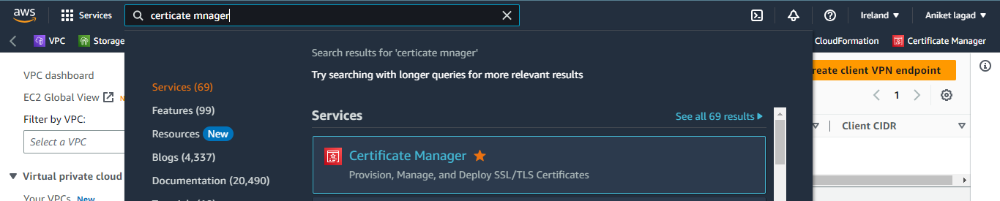 aws
Services
certicate mnager
Ireland
Aniket lagad
VPC
Storage
CloudFormation
Certificate Manager
VPC dashboard
EC2 Global View
Filter by VPC:
Select a VPC
Virtual private cloud
Your VPCs New
Search results for 'certicate mnager'
Try searching with longer queries for more relevant results
Services (69)
Features (99)
Resources New
Blogs (4,337)
Documentation (20,490)
Services
See all 69 results
Certificate Manager
Provision, Manage, and Deploy SSL/TLS Certificates
reate client VPN endpoint
1
Client CIDR